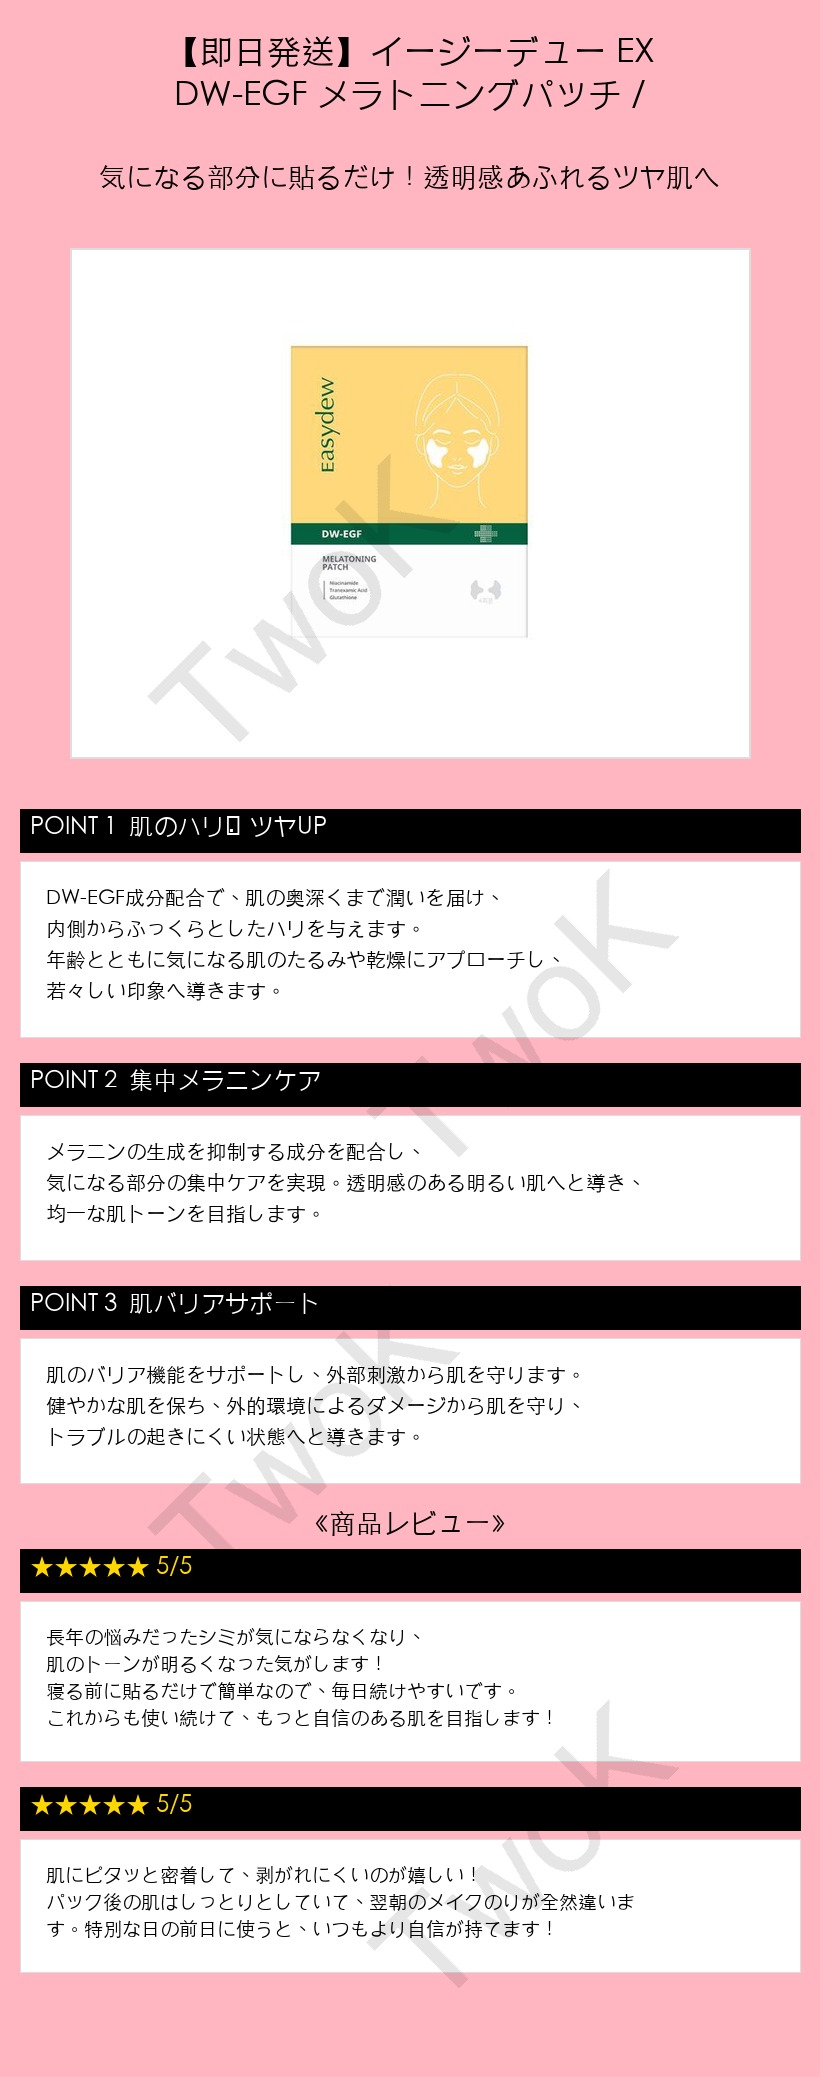 【即日発送】イージーデュー EX
DW-EGF メラトニングパッチ /
気になる部分に貼るだけ！透明感あふれるツヤ肌へ
Easydew
DW-EGF
MELATONING
PATCH
Niacinamide
Tranexamic Acid
Glutathione
TwoK
POINT 1 肌のハリ ツヤUP
DW-EGF成分配合で、肌の奥深くまで潤いを届け、
内側からふっくらとしたハリを与えます。
年齢とともに気になる肌のたるみや乾燥にアプローチし、
若々しい印象へ導きます。
TwoK
POINT 2 集中メラニンケア
メラニンの生成を抑制する成分を配合し、
気になる部分の集中ケアを実現。透明感のある明るい肌へと導き、
均一な肌トーンを目指します。
POINT 3 肌バリアサポート
肌のバリア機能をサポートし、外部刺激から肌を守ります。
健やかな肌を保ち、外的環境によるダメージから肌を守り、
トラブルの起きにくい状態へと導きます。
TwoK
《商品レビュー》
★★★★★ 5/5
長年の悩みだったシミが気にならなくなり、
肌のトーンが明るくなった気がします！
寝る前に貼るだけで簡単なので、毎日続けやすいです。
これからも使い続けて、もっと自信のある肌を目指します！
★★★★★ 5/5
肌にピタッと密着して、剥がれにくいのが嬉しい！
パック後の肌はしっとりとしていて、翌朝のメイクのりが全然違いま
す。特別な日の前日に使うと、いつもより自信が持てます！
TwoK